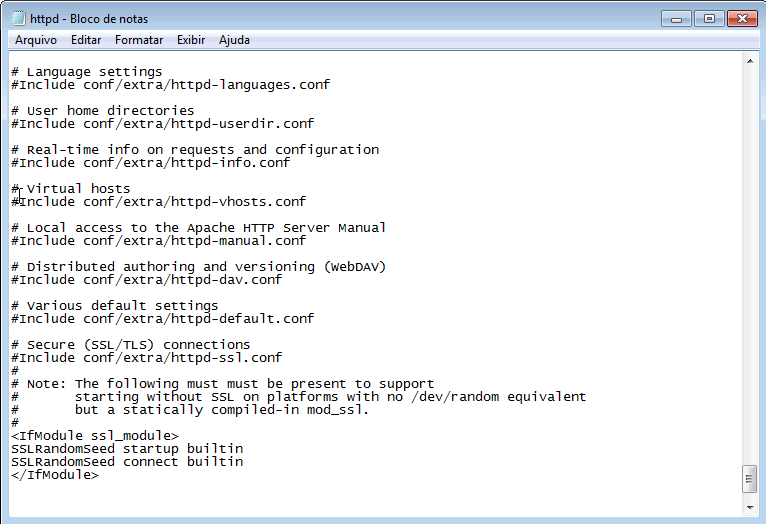 httpd - Bloco de notas
Arquivo Editar Formatar Exibir Ajuda
# Language settings
#Include conf/extra/httpd-languages.conf
# User home directories
#Include conf/extra/httpd-userdir.conf
# Real-time info on requests and configuration
#Include conf/extra/httpd-info.conf
# Virtual hosts
#Include conf/extra/httpd-vhosts.conf
# Local access to the Apache HTTP Server Manual
#Include conf/extra/httpd-manual.conf
# Distributed authoring and versioning (WebDAV)
#Include conf/extra/httpd-dav.conf
# Various default settings
#Include conf/extra/httpd-default.conf
# Secure (SSL/TLS) connections
#Include conf/extra/httpd-ssl.conf
#
# Note: The following must must be present to support
#       starting without SSL on platforms with no /dev/random equivalent
#       but a statically compiled-in mod_ssl.
#
<IfModule ssl_module>
SSLRandomSeed startup builtin
SSLRandomSeed connect builtin
</IfModule>